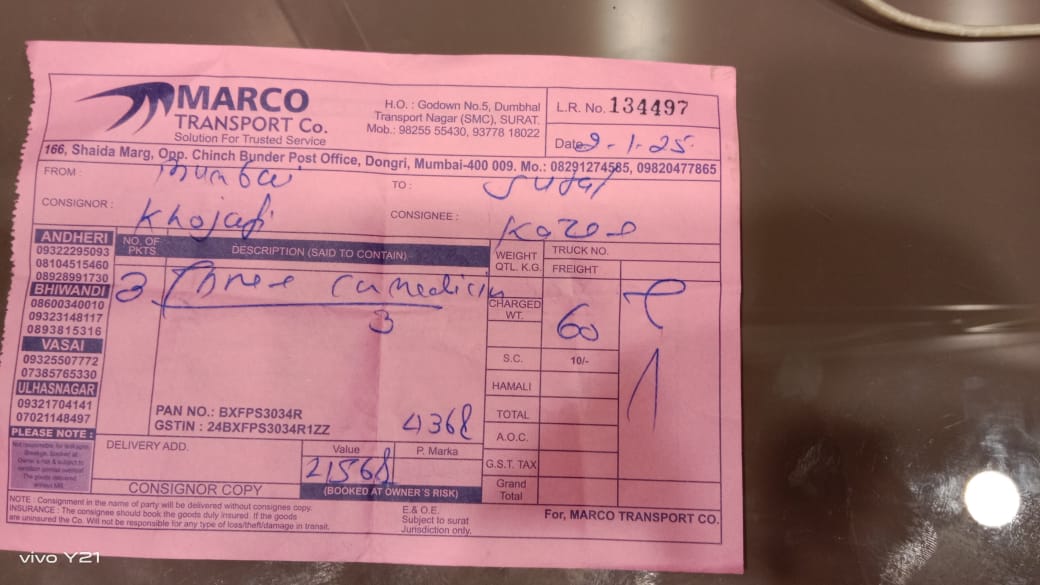 MARCO
TRANSPORT Co.
Solution For Trusted Service
H.O. : Godown No.5, Dumbhal
Transport Nagar (SMC), SURAT.
Mob.: 98255 55430, 93778 18022
L.R. No. 134497
Date 2-1-25
166, Shaida Marg, Opp. Chinch Bunder Post Office, Dongri, Mumbai-400 009. Mo.: 08291274585, 09820477865
FROM : Mumbai
TO : Surat
CONSIGNOR : Khojafi
CONSIGNEE :
ANDHERI
09322295093
08104515460
08928991730
BHIWANDI
08600340010
09323148117
0893815316
VASAI
09325507772
07385765330
ULHASNAGAR
09321704141
07021148497
PLEASE NOTE :
NO. OF PKTS.
DESCRIPTION (SAID TO CONTAIN)
WEIGHT QTL. K.G.
TRUCK NO.
FREIGHT
3 Three medicin
3
CHARGED WT.
60
S.C. 10/-
HAMALI
TOTAL
A.O.C.
G.S.T. TAX
Grand Total
PAN NO.: BXFPS3034R
GSTIN : 24BXFPS3034R1ZZ
4368
DELIVERY ADD.
Value
21568
P. Marka
CONSIGNOR COPY
(BOOKED AT OWNER'S RISK)
NOTE : Consignment in the name of party will be delivered without consignes copy.
INSURANCE : The consignee should book the goods duly insured. If the goods
are uninsured the Co. Will not be responsible for any type of loss/theft/damage in transit.
E.& O.E.
Subject to surat
Jurisdiction only.
For, MARCO TRANSPORT CO.
vivo Y21